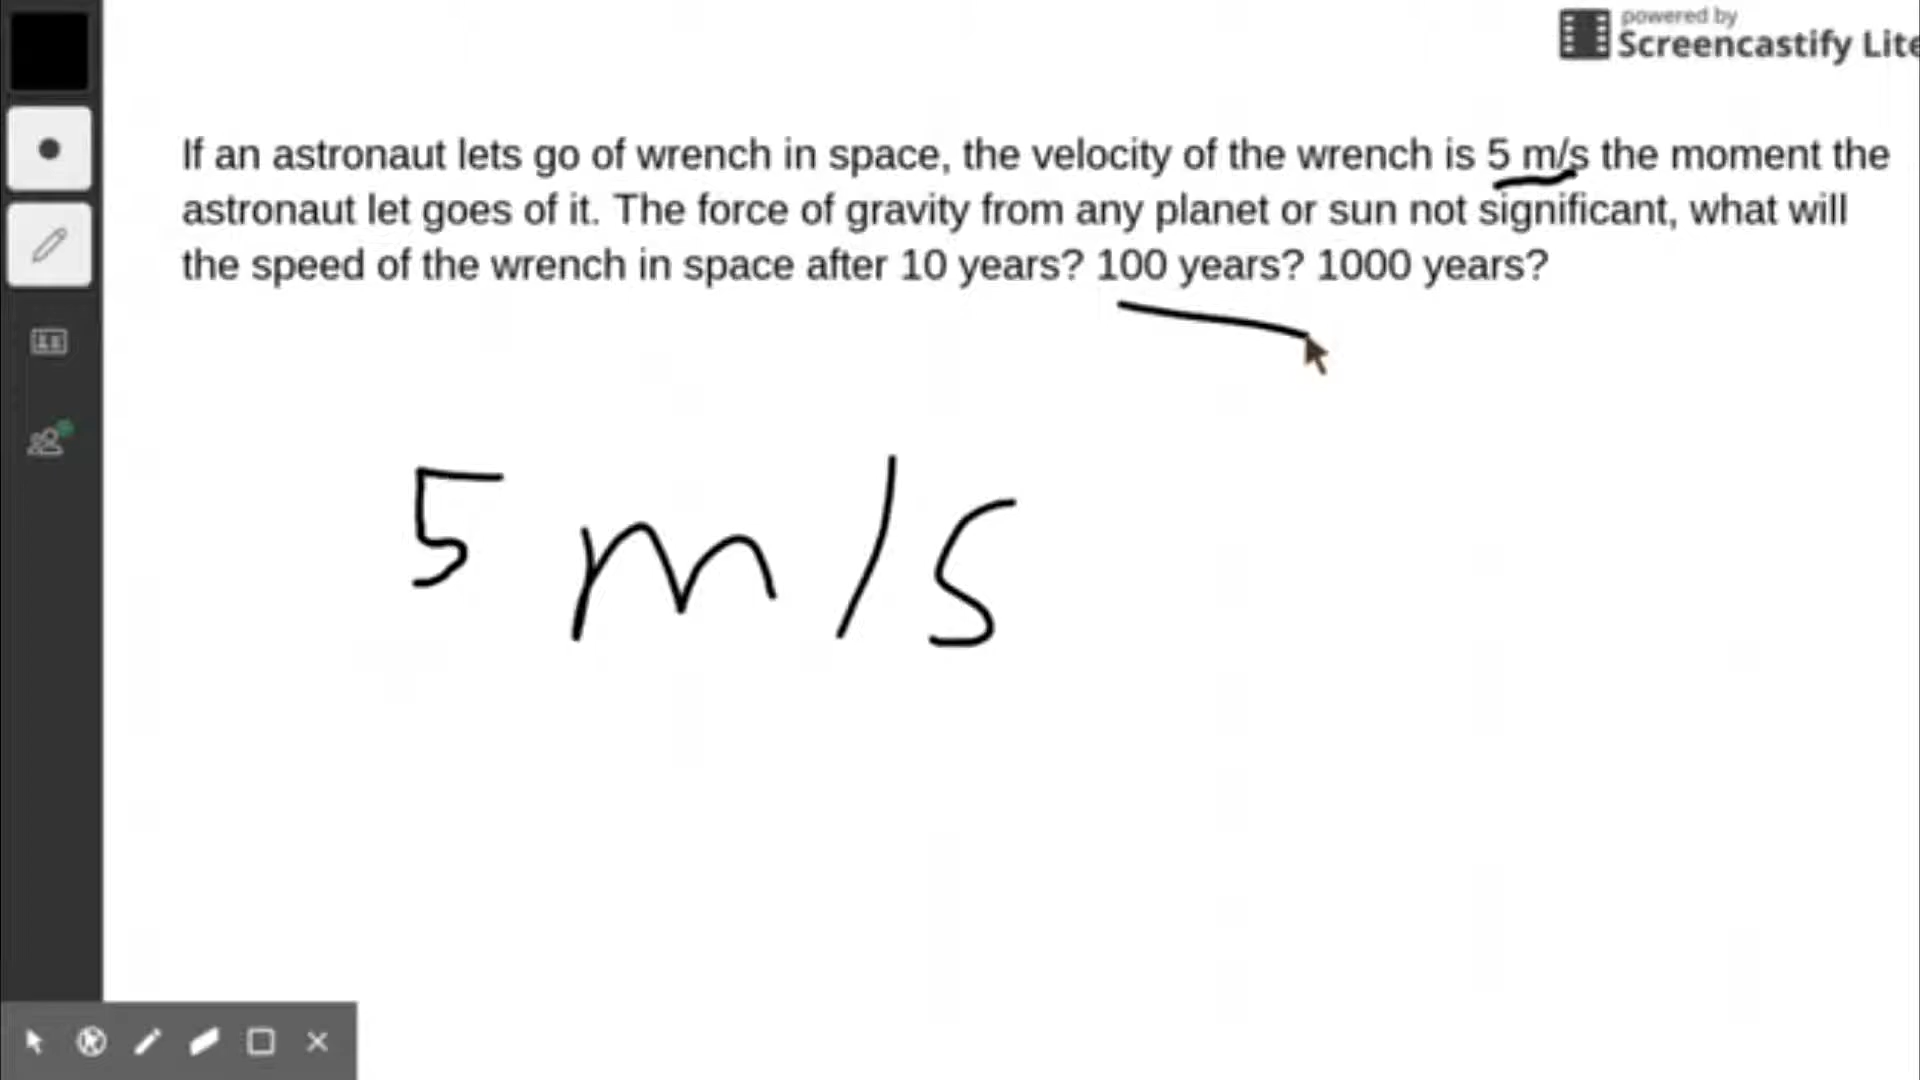 powered by
Screencastify Lite
If an astronaut lets go of wrench in space, the velocity of the wrench is 5 m/s the moment the
astronaut let goes of it. The force of gravity from any planet or sun not significant, what will
the speed of the wrench in space after 10 years? 100 years? 1000 years?
5 m/s